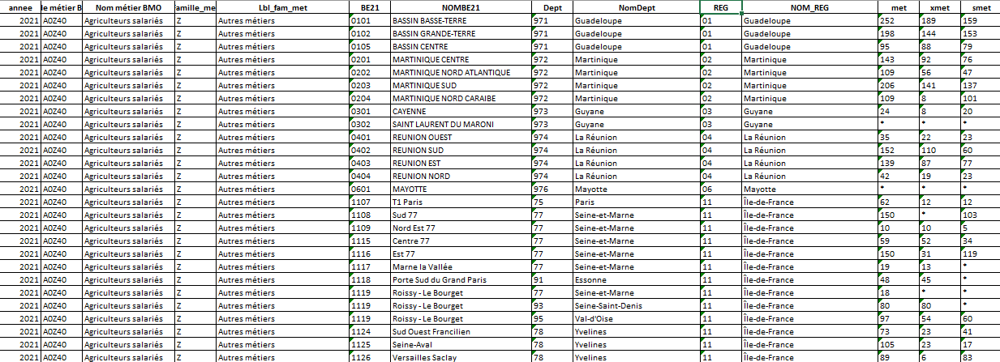 annee le métier B Nom métier BMO Famille_me Lbl_fam_met BE21 NOMBE21 Dept NomDept REG NOM_REG met xmet smet
2021 A0Z40 Agriculteurs salariés Z Autres métiers 0101 BASSIN BASSE-TERRE 971 Guadeloupe 01 Guadeloupe 252 189 159
2021 A0Z40 Agriculteurs salariés Z Autres métiers 0102 BASSIN GRANDE-TERRE 971 Guadeloupe 01 Guadeloupe 198 144 153
2021 A0Z40 Agriculteurs salariés Z Autres métiers 0105 BASSIN CENTRE 971 Guadeloupe 01 Guadeloupe 95 88 79
2021 A0Z40 Agriculteurs salariés Z Autres métiers 0201 MARTINIQUE CENTRE 972 Martinique 02 Martinique 143 92 76
2021 A0Z40 Agriculteurs salariés Z Autres métiers 0202 MARTINIQUE NORD ATLANTIQUE 972 Martinique 02 Martinique 109 56 47
2021 A0Z40 Agriculteurs salariés Z Autres métiers 0203 MARTINIQUE SUD 972 Martinique 02 Martinique 206 141 137
2021 A0Z40 Agriculteurs salariés Z Autres métiers 0204 MARTINIQUE NORD CARAIBE 972 Martinique 02 Martinique 109 8 101
2021 A0Z40 Agriculteurs salariés Z Autres métiers 0301 CAYENNE 973 Guyane 03 Guyane 24 8 20
2021 A0Z40 Agriculteurs salariés Z Autres métiers 0302 SAINT LAURENT DU MARONI 973 Guyane 03 Guyane * * *
2021 A0Z40 Agriculteurs salariés Z Autres métiers 0401 REUNION OUEST 974 La Réunion 04 La Réunion 35 22 23
2021 A0Z40 Agriculteurs salariés Z Autres métiers 0402 REUNION SUD 974 La Réunion 04 La Réunion 152 110 60
2021 A0Z40 Agriculteurs salariés Z Autres métiers 0403 REUNION EST 974 La Réunion 04 La Réunion 139 87 77
2021 A0Z40 Agriculteurs salariés Z Autres métiers 0404 REUNION NORD 974 La Réunion 04 La Réunion 42 19 23
2021 A0Z40 Agriculteurs salariés Z Autres métiers 0601 MAYOTTE 976 Mayotte 06 Mayotte * * *
2021 A0Z40 Agriculteurs salariés Z Autres métiers 1107 T1 Paris 75 Paris 11 Île-de-France 62 12 12
2021 A0Z40 Agriculteurs salariés Z Autres métiers 1108 Sud 77 77 Seine-et-Marne 11 Île-de-France 150 * 103
2021 A0Z40 Agriculteurs salariés Z Autres métiers 1109 Nord Est 77 77 Seine-et-Marne 11 Île-de-France 10 10 5
2021 A0Z40 Agriculteurs salariés Z Autres métiers 1115 Centre 77 77 Seine-et-Marne 11 Île-de-France 59 52 34
2021 A0Z40 Agriculteurs salariés Z Autres métiers 1116 Est 77 77 Seine-et-Marne 11 Île-de-France 150 31 119
2021 A0Z40 Agriculteurs salariés Z Autres métiers 1117 Marne la Vallée 77 Seine-et-Marne 11 Île-de-France 19 13 *
2021 A0Z40 Agriculteurs salariés Z Autres métiers 1118 Porte Sud du Grand Paris 91 Essonne 11 Île-de-France 48 45 *
2021 A0Z40 Agriculteurs salariés Z Autres métiers 1119 Roissy - Le Bourget 77 Seine-et-Marne 11 Île-de-France 18 * *
2021 A0Z40 Agriculteurs salariés Z Autres métiers 1119 Roissy - Le Bourget 93 Seine-Saint-Denis 11 Île-de-France 80 80 *
2021 A0Z40 Agriculteurs salariés Z Autres métiers 1119 Roissy - Le Bourget 95 Val-d'Oise 11 Île-de-France 97 54 60
2021 A0Z40 Agriculteurs salariés Z Autres métiers 1124 Sud Ouest Francilien 78 Yvelines 11 Île-de-France 73 23 41
2021 A0Z40 Agriculteurs salariés Z Autres métiers 1125 Seine-Aval 78 Yvelines 11 Île-de-France 105 23 17
2021 A0Z40 Agriculteurs salariés Z Autres métiers 1126 Versailles Saclay 78 Yvelines 11 Île-de-France 89 6 83